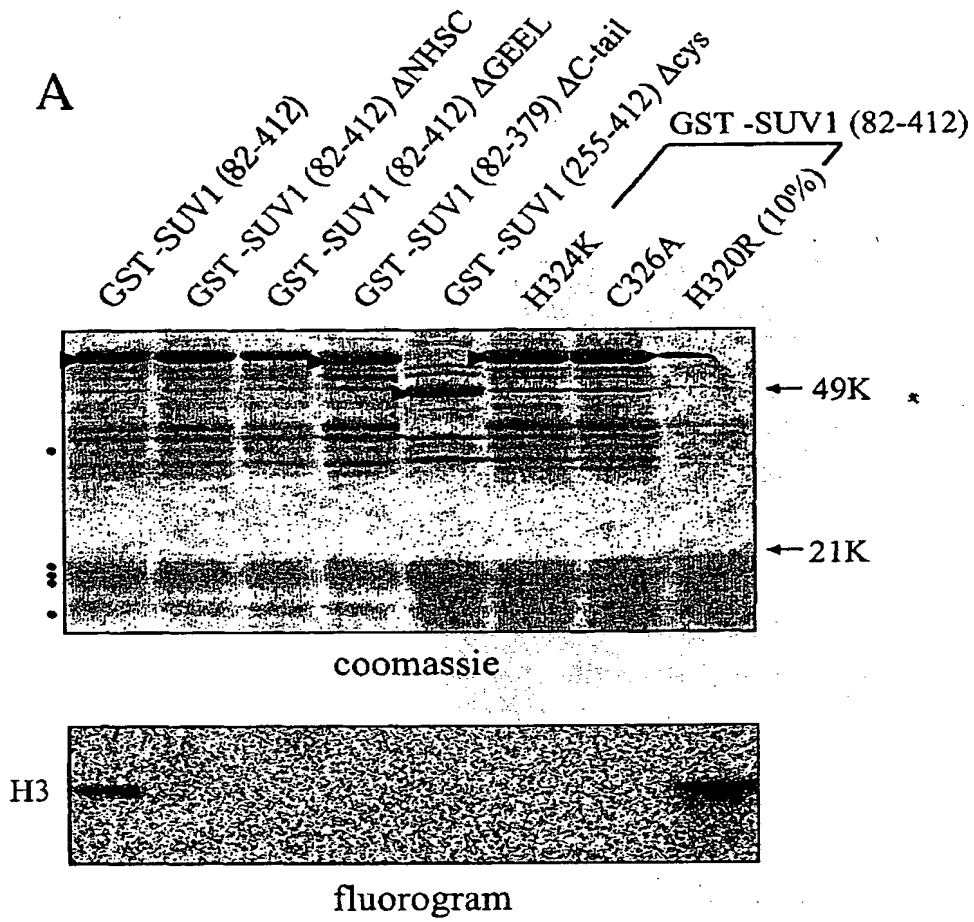 A
GST -SUV1 (82-412)
GST -SUV1 (82-412) ΔNHSC
GST -SUV1 (82-412) ΔGEEL
GST -SUV1 (82-379) ΔC-tail
GST -SUV1 (255-412) Δcys
GST -SUV1 (82-412)
H324K
C326A
H320R (10%)
49K
21K
coomassie
H3
fluorogram